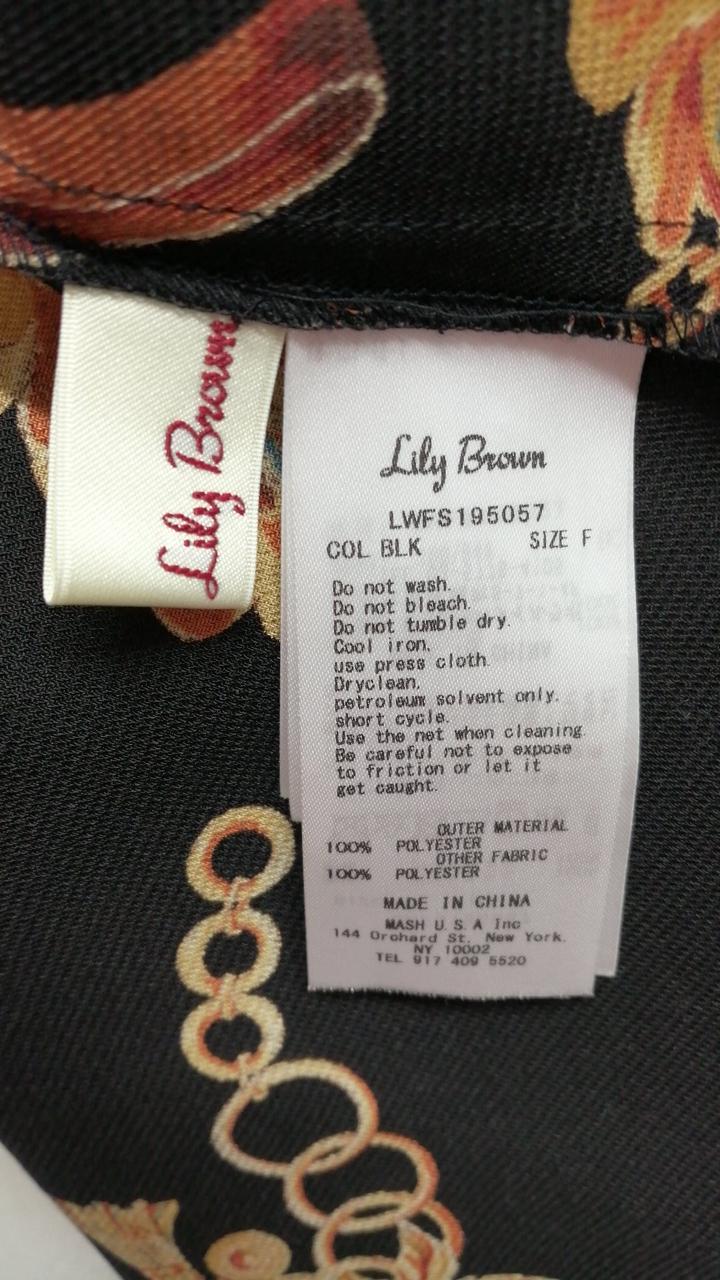 Lily Brown
Lily Brown
LWFS195057
COL BLK SIZE F
Do not wash.
Do not bleach.
Do not tumble dry.
Cool iron.
use press cloth.
Dryclean.
petroleum solvent only.
short cycle.
Use the net when cleaning.
Be careful not to expose
to friction or let it
get caught.
OUTER MATERIAL
100% POLYESTER
OTHER FABRIC
100% POLYESTER
MADE IN CHINA
MASH U.S.A Inc
144 Orchard St. New York.
NY 10002
TEL 917 409 5520